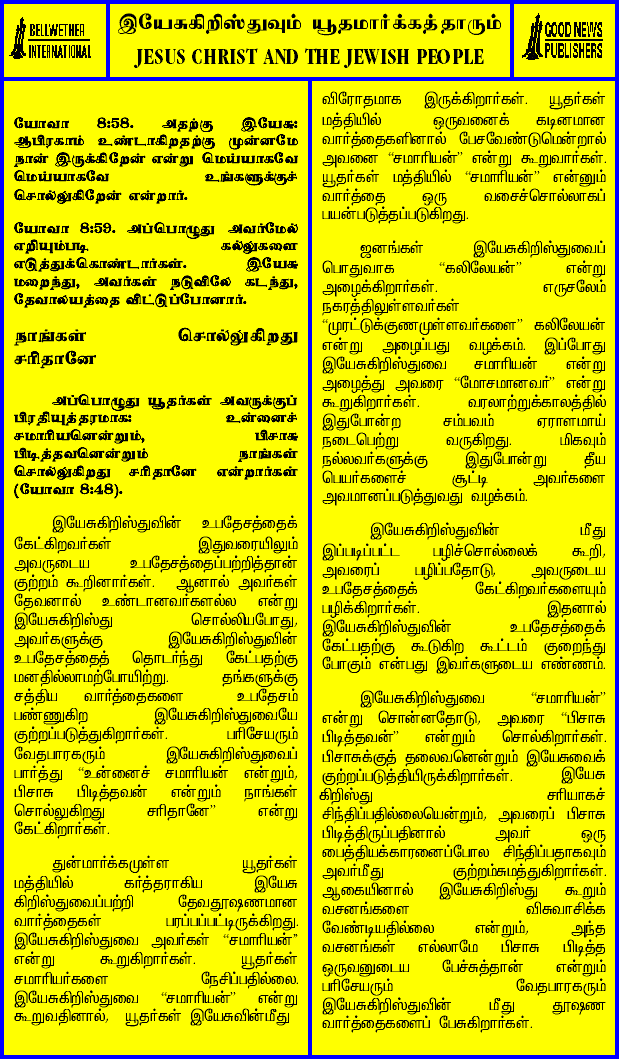 BELLWETHER
INTERNATIONAL
இயேசுகிறிஸ்துவும் யூதமார்க்கத்தாரும்
JESUS CHRIST AND THE JEWISH PEOPLE
GOOD NEWS
PUBLISHERS
யோவா 8:58. அதற்கு இயேசு:
ஆபிரகாம் உண்டாகிறதற்கு முன்னமே
நான் இருக்கிறேன் என்று மெய்யாகவே
மெய்யாகவே உங்களுக்குச்
சொல்லுகிறேன் என்றார்.
யோவா 8:59. அப்பொழுது அவர்மேல்
எறியும்படி கல்லுகளை
எடுத்துக்கொண்டார்கள். இயேசு
மறைந்து, அவர்கள் நடுவிலே கடந்து,
தேவாலயத்தை விட்டுப்போனார்.
நாங்கள் சொல்லுகிறது
சரிதானே
அப்பொழுது யூதர்கள் அவருக்குப்
பிரதியுத்தரமாக: உன்னைச்
சமாரியனென்றும், பிசாசு
பிடித்தவனென்றும் நாங்கள்
சொல்லுகிறது சரிதானே என்றார்கள்
(யோவா 8:48).
இயேசுகிறிஸ்துவின் உபதேசத்தைக்
கேட்கிறவர்கள் இதுவரையிலும்
அவருடைய உபதேசத்தைப்பற்றித்தான்
குற்றம் கூறினார்கள். ஆனால் அவர்கள்
தேவனால் உண்டானவர்களல்ல என்று
இயேசுகிறிஸ்து சொல்லியபோது,
அவர்களுக்கு இயேசுகிறிஸ்துவின்
உபதேசத்தைத் தொடர்ந்து கேட்பதற்கு
மனதில்லாமற்போயிற்று. தங்களுக்கு
சத்திய வார்த்தைகளை உபதேசம்
பண்ணுகிற இயேசுகிறிஸ்துவையே
குற்றப்படுத்துகிறார்கள். பரிசேயரும்
வேதபாரகரும் இயேசுகிறிஸ்துவைப்
பார்த்து “உன்னைச் சமாரியன் என்றும்,
பிசாசு பிடித்தவன் என்றும் நாங்கள்
சொல்லுகிறது சரிதானே” என்று
கேட்கிறார்கள்.
துன்மார்க்கமுள்ள யூதர்கள்
மத்தியில் கர்த்தராகிய இயேசு
கிறிஸ்துவைப்பற்றி தேவதூஷணமான
வார்த்தைகள் பரப்பப்பட்டிருக்கிறது.
இயேசுகிறிஸ்துவை அவர்கள் “சமாரியன்”
என்று கூறுகிறார்கள். யூதர்கள்
சமாரியர்களை நேசிப்பதில்லை.
இயேசுகிறிஸ்துவை “சமாரியன்” என்று
கூறுவதினால், யூதர்கள் இயேசுவின்மீது
விரோதமாக இருக்கிறார்கள். யூதர்கள்
மத்தியில் ஒருவனைக் கடினமான
வார்த்தைகளினால் பேசவேண்டுமென்றால்
அவனை “சமாரியன்” என்று கூறுவார்கள்.
யூதர்கள் மத்தியில் “சமாரியன்” என்னும்
வார்த்தை ஒரு வசைச்சொல்லாகப்
பயன்படுத்தப்படுகிறது.
ஜனங்கள் இயேசுகிறிஸ்துவைப்
பொதுவாக “கலிலேயன்” என்று
அழைக்கிறார்கள். எருசலேம்
நகரத்திலுள்ளவர்கள்
“முரட்டுக்குணமுள்ளவர்களை” கலிலேயன்
என்று அழைப்பது வழக்கம். இப்போது
இயேசுகிறிஸ்துவை சமாரியன் என்று
அழைத்து அவரை “மோசமானவர்” என்று
கூறுகிறார்கள். வரலாற்றுக்காலத்தில்
இதுபோன்ற சம்பவம் ஏராளமாய்
நடைபெற்று வருகிறது. மிகவும்
நல்லவர்களுக்கு இதுபோன்று தீய
பெயர்களைச் சூட்டி அவர்களை
அவமானப்படுத்துவது வழக்கம்.
இயேசுகிறிஸ்துவின் மீது
இப்படிப்பட்ட பழிச்சொல்லைக் கூறி,
அவரைப் பழிப்பதோடு, அவருடைய
உபதேசத்தைக் கேட்கிறவர்களையும்
பழிக்கிறார்கள். இதனால்
இயேசுகிறிஸ்துவின் உபதேசத்தைக்
கேட்பதற்கு கூடுகிற கூட்டம் குறைந்து
போகும் என்பது இவர்களுடைய எண்ணம்.
இயேசுகிறிஸ்துவை “சமாரியன்”
என்று சொன்னதோடு, அவரை “பிசாசு
பிடித்தவன்” என்றும் சொல்கிறார்கள்.
பிசாசுக்குத் தலைவனென்றும் இயேசுவைக்
குற்றப்படுத்தியிருக்கிறார்கள். இயேசு
கிறிஸ்து சரியாகச்
சிந்திப்பதில்லையென்றும், அவரைப் பிசாசு
பிடித்திருப்பதினால் அவர் ஒரு
பைத்தியக்காரனைப்போல சிந்திப்பதாகவும்
அவர்மீது குற்றம்சுமத்துகிறார்கள்.
ஆகையினால் இயேசுகிறிஸ்து கூறும்
வசனங்களை விசுவாசிக்க
வேண்டியதில்லை என்றும், அந்த
வசனங்கள் எல்லாமே பிசாசு பிடித்த
ஒருவனுடைய பேச்சுத்தான் என்றும்
பரிசேயரும் வேதபாரகரும்
இயேசுகிறிஸ்துவின் மீது தூஷண
வார்த்தைகளைப் பேசுகிறார்கள்.